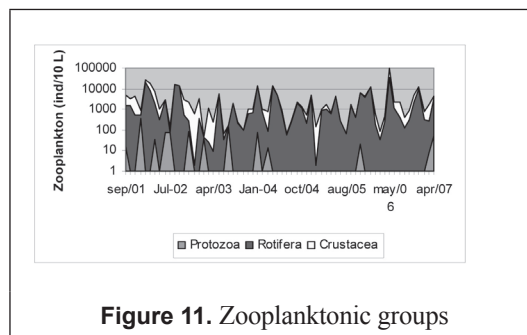 Zooplankton (ind/10 L)
100000
10000
1000
100
10
1
sep/01 Jul-02 apr/03 Jan-04 oct/04 aug/05 may/0 apr/07
6
Protozoa Rotifera Crustacea
Figure 11. Zooplanktonic groups